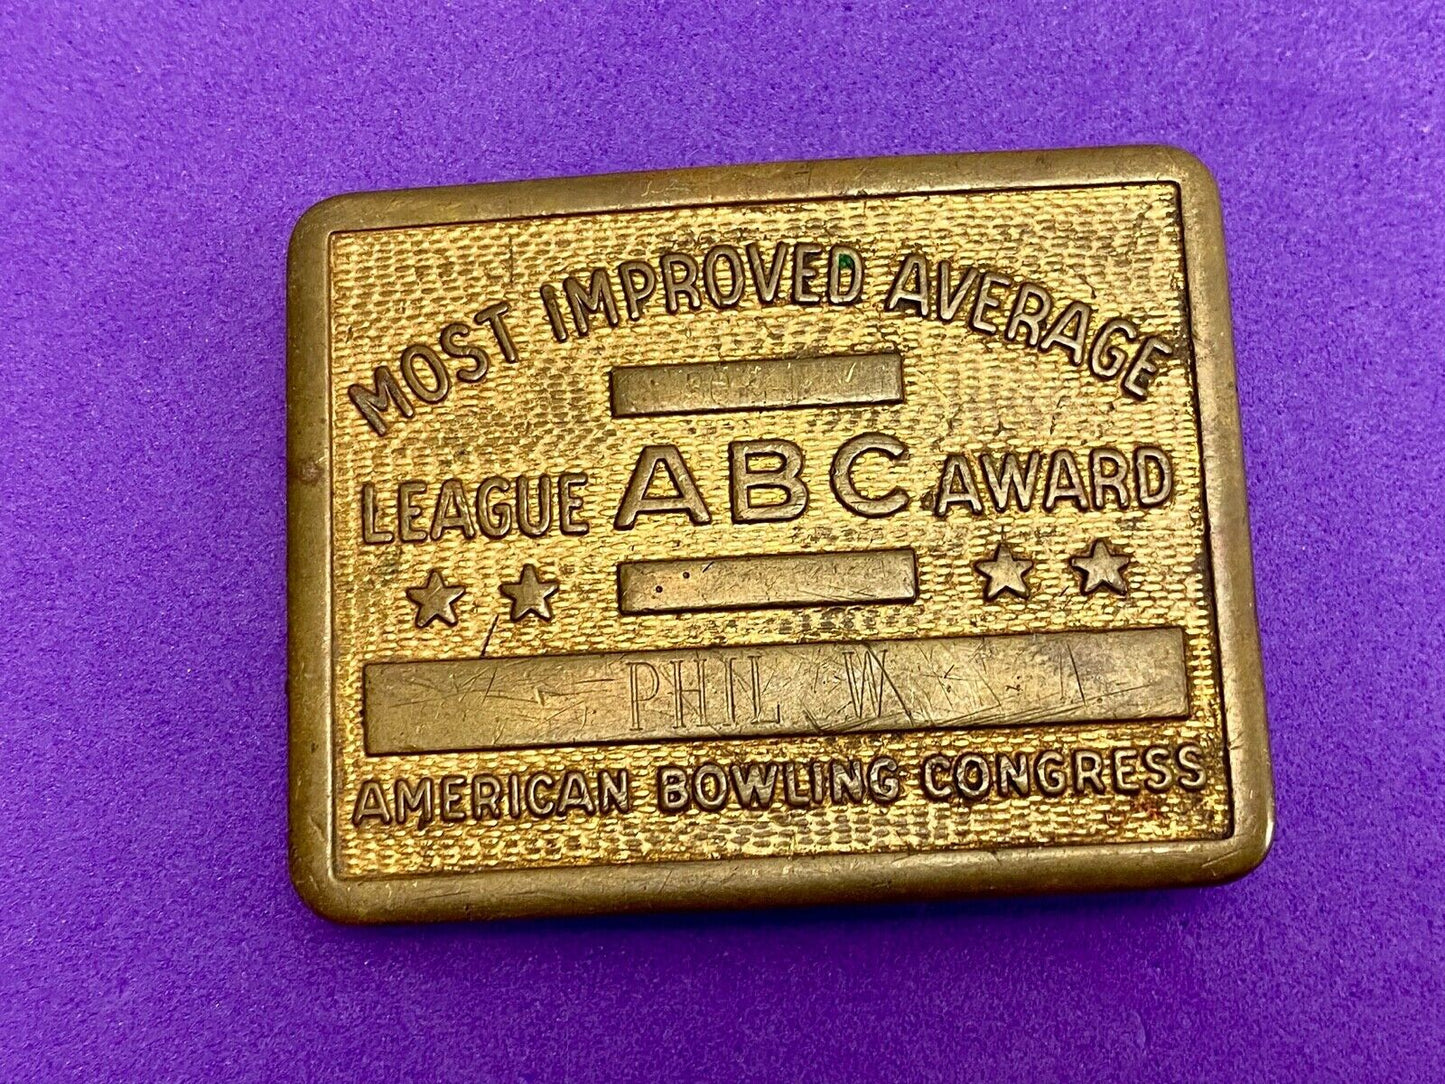 MOST IMPROVED AVERAGE
LEAGUE ABC AWARD
PHIL W
AMERICAN BOWLING CONGRESS